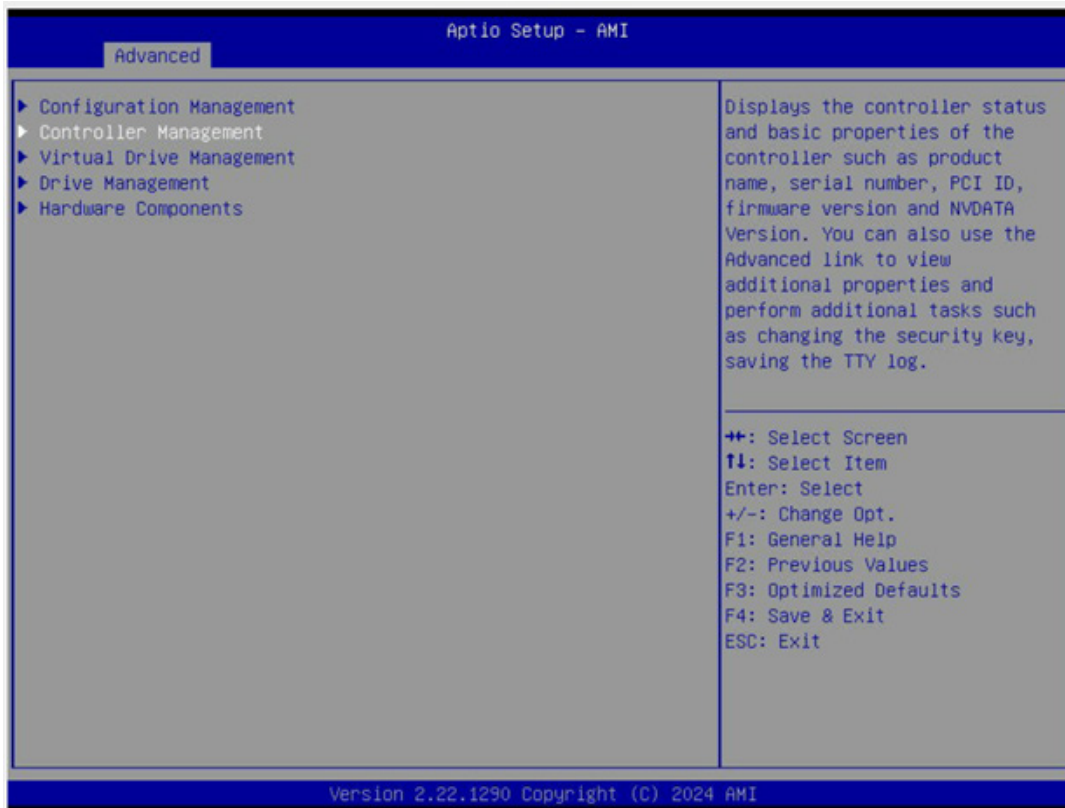 Aptio Setup - AMI
Advanced
Configuration Management
Controller Management
Virtual Drive Management
Drive Management
Hardware Components
Displays the controller status
and basic properties of the
controller such as product
name, serial number, PCI ID,
firmware version and NVDATA
Version. You can also use the
Advanced link to view
additional properties and
perform additional tasks such
as changing the security key,
saving the TTY log.
→←: Select Screen
↑↓: Select Item
Enter: Select
+/-: Change Opt.
F1: General Help
F2: Previous Values
F3: Optimized Defaults
F4: Save & Exit
ESC: Exit
Version 2.22.1290 Copyright (C) 2024 AMI